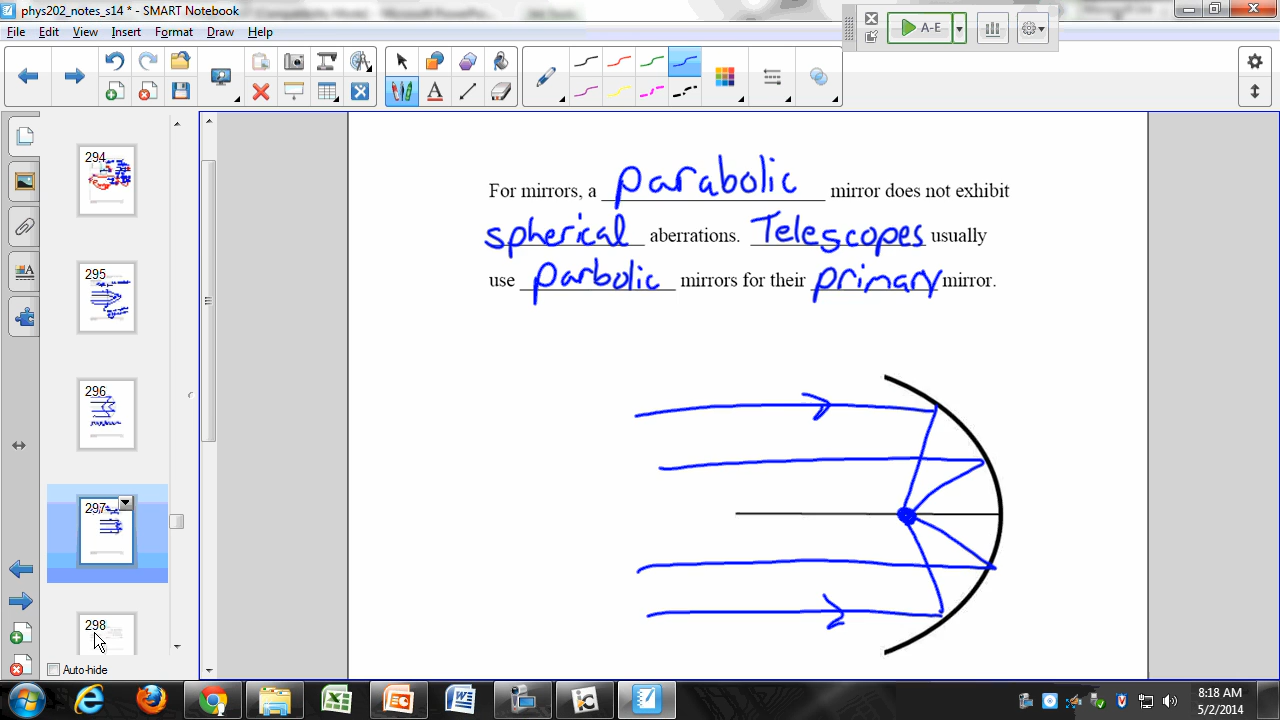 phys202_notes_s14 * - SMART Notebook
A-E
File Edit View Insert Format Draw Help
294
295
296
297
298
Auto-hide
For mirrors, a parabolic mirror does not exhibit
spherical aberrations. Telescopes usually
use parbolic mirrors for their primary mirror.
8:18 AM
5/2/2014